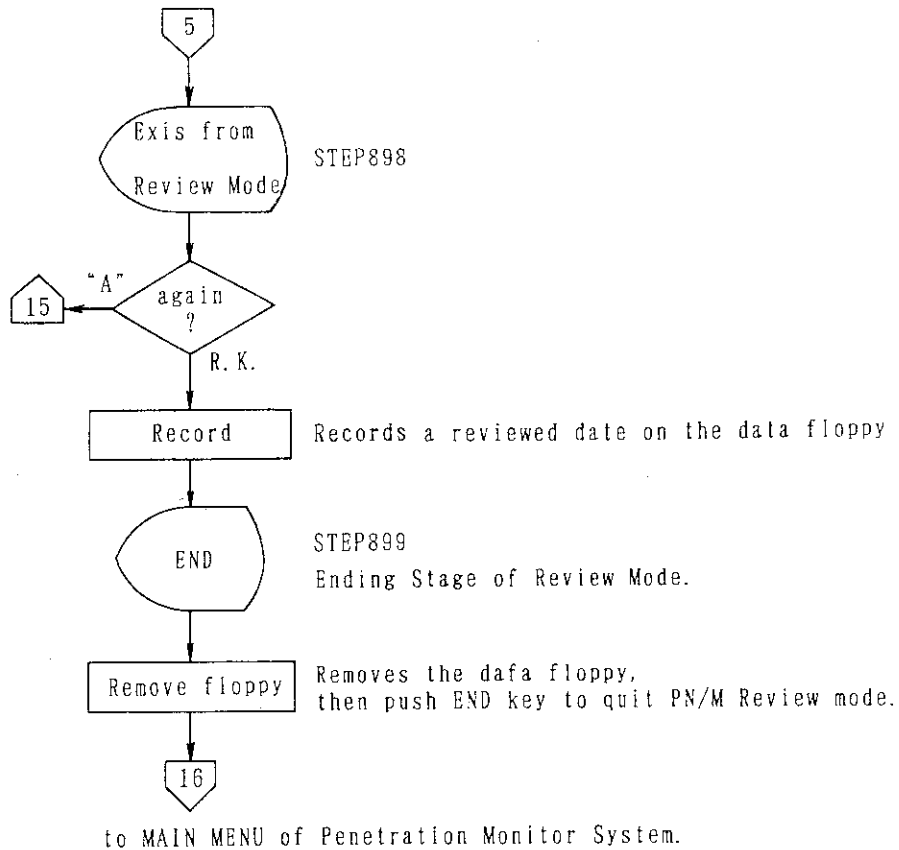 5
Exis from
Review Mode
STEP898
"A"
again
?
15
R. K.
Record
Records a reviewed date on the data floppy
END
STEP899
Ending Stage of Review Mode.
Remove floppy
Removes the dafa floppy,
then push END key to quit PN/M Review mode.
16
to MAIN MENU of Penetration Monitor System.